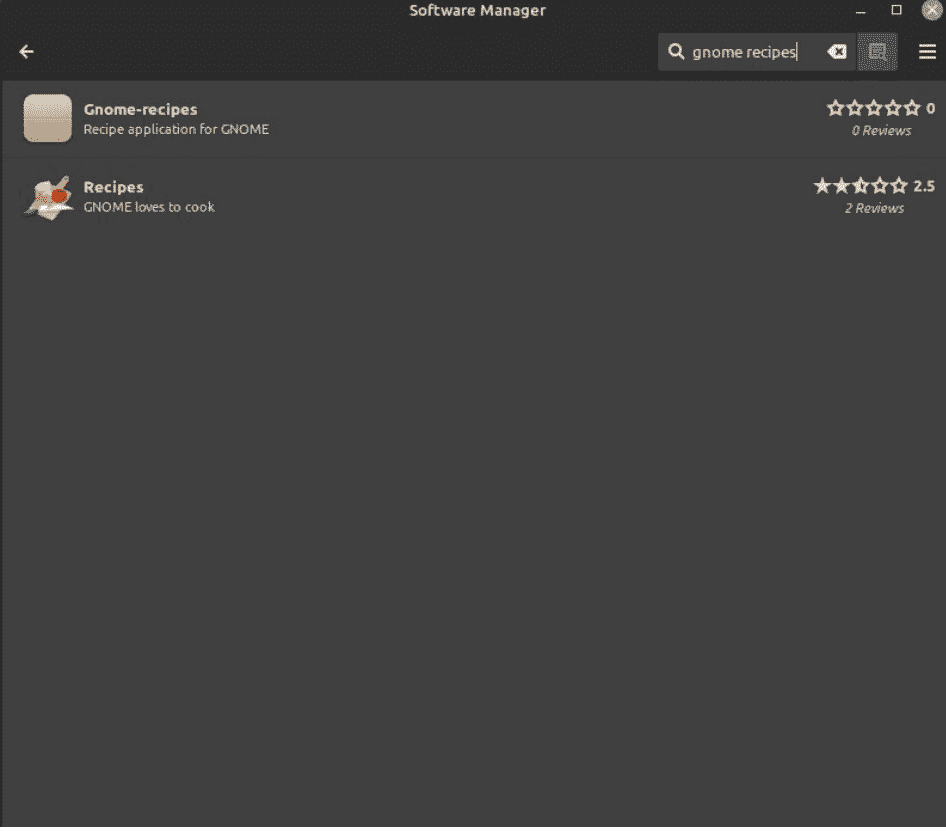 Software Manager
gnome recipes
Gnome-recipes
Recipe application for GNOME
0
0 Reviews
Recipes
GNOME loves to cook
2.5
2 Reviews